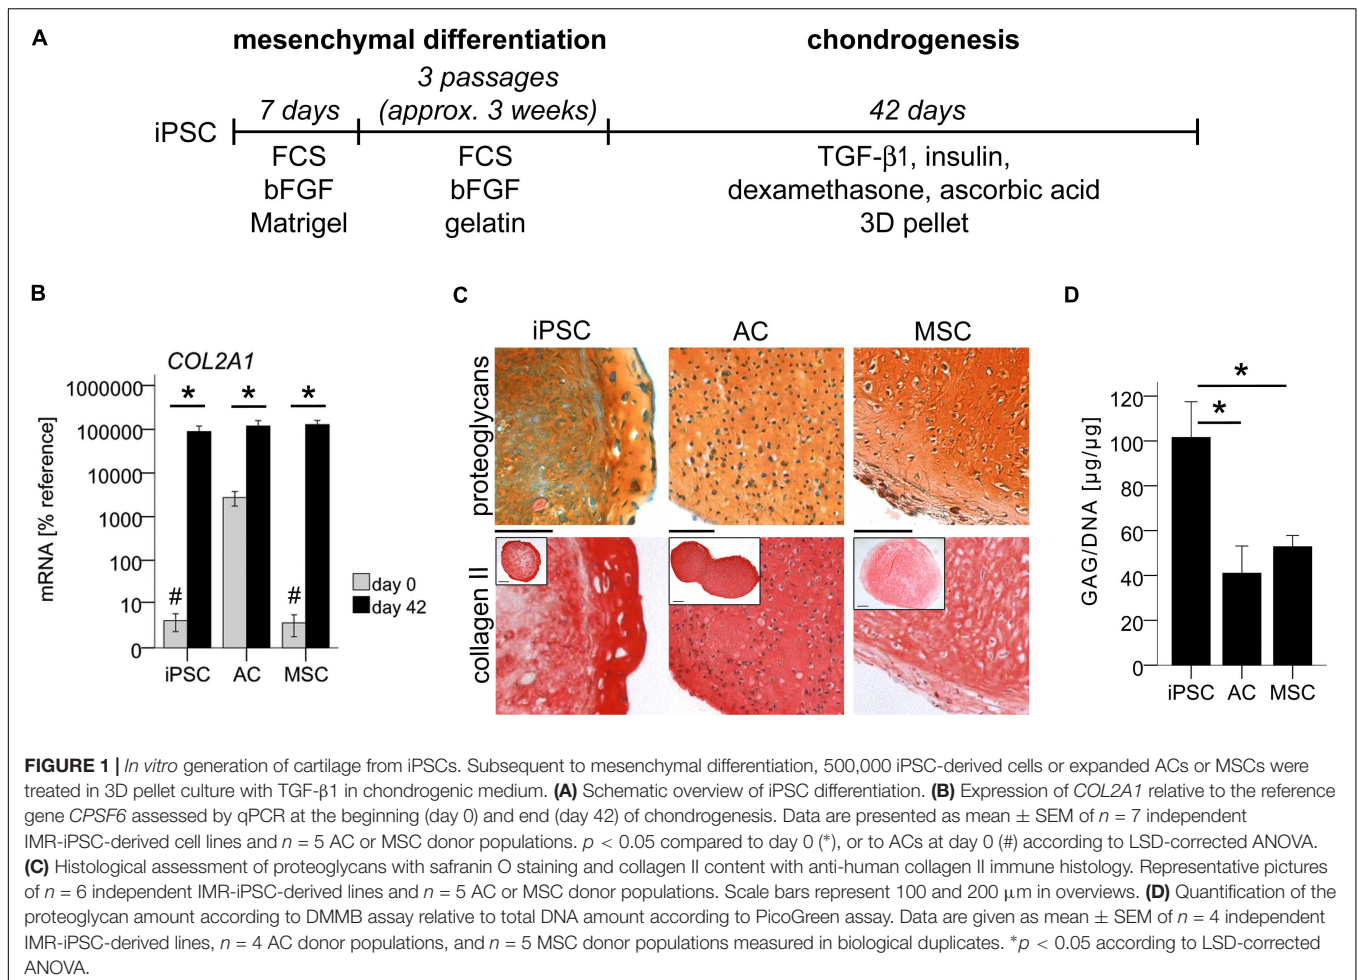 A
mesenchymal differentiation
chondrogenesis
3 passages
7 days
(approx. 3 weeks)
42 days
iPSC
FCS
FCS
TGF-β1, insulin,
bFGF
bFGF
dexamethasone, ascorbic acid
Matrigel
gelatin
3D pellet
B
COL2A1
mRNA [% reference]
1000000
100000
10000
1000
100
10
0
*
*
*
#
#
day 0
day 42
iPSC
AC
MSC
C
iPSC
AC
MSC
proteoglycans
collagen II
D
GAG/DNA [µg/µg]
120
100
80
60
40
20
0
*
*
iPSC
AC
MSC
FIGURE 1 | In vitro generation of cartilage from iPSCs. Subsequent to mesenchymal differentiation, 500,000 iPSC-derived cells or expanded ACs or MSCs were
treated in 3D pellet culture with TGF-β1 in chondrogenic medium. (A) Schematic overview of iPSC differentiation. (B) Expression of COL2A1 relative to the reference
gene CPSF6 assessed by qPCR at the beginning (day 0) and end (day 42) of chondrogenesis. Data are presented as mean ± SEM of n = 7 independent
IMR-iPSC-derived cell lines and n = 5 AC or MSC donor populations. p < 0.05 compared to day 0 (*), or to ACs at day 0 (#) according to LSD-corrected ANOVA.
(C) Histological assessment of proteoglycans with safranin O staining and collagen II content with anti-human collagen II immune histology. Representative pictures
of n = 6 independent IMR-iPSC-derived lines and n = 5 AC or MSC donor populations. Scale bars represent 100 and 200 µm in overviews. (D) Quantification of the
proteoglycan amount according to DMMB assay relative to total DNA amount according to PicoGreen assay. Data are given as mean ± SEM of n = 4 independent
IMR-iPSC-derived lines, n = 4 AC donor populations, and n = 5 MSC donor populations measured in biological duplicates. *p < 0.05 according to LSD-corrected
ANOVA.